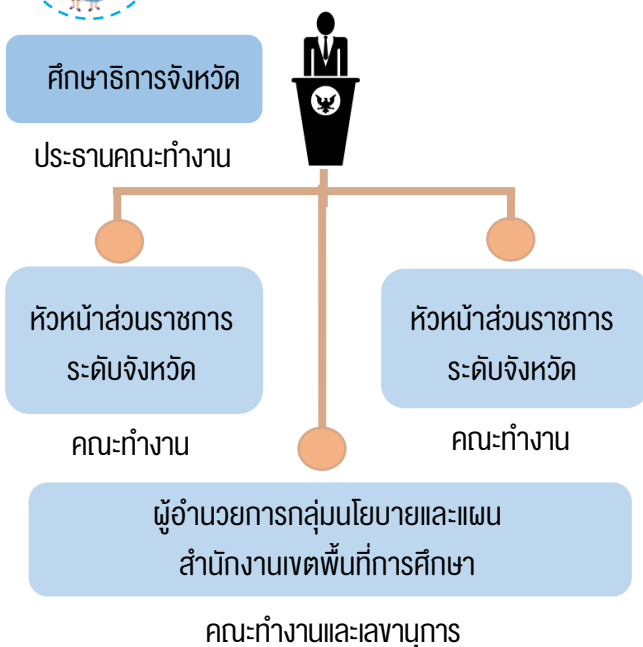 ศึกษาธิการจังหวัด
ประธานคณะทำงาน
หัวหน้าส่วนราชการ
ระดับจังหวัด
คณะทำงาน
หัวหน้าส่วนราชการ
ระดับจังหวัด
คณะทำงาน
ผู้อำนวยการกลุ่มนโยบายและแผน
สำนักงานเขตพื้นที่การศึกษา
คณะทำงานและเลขานุการ